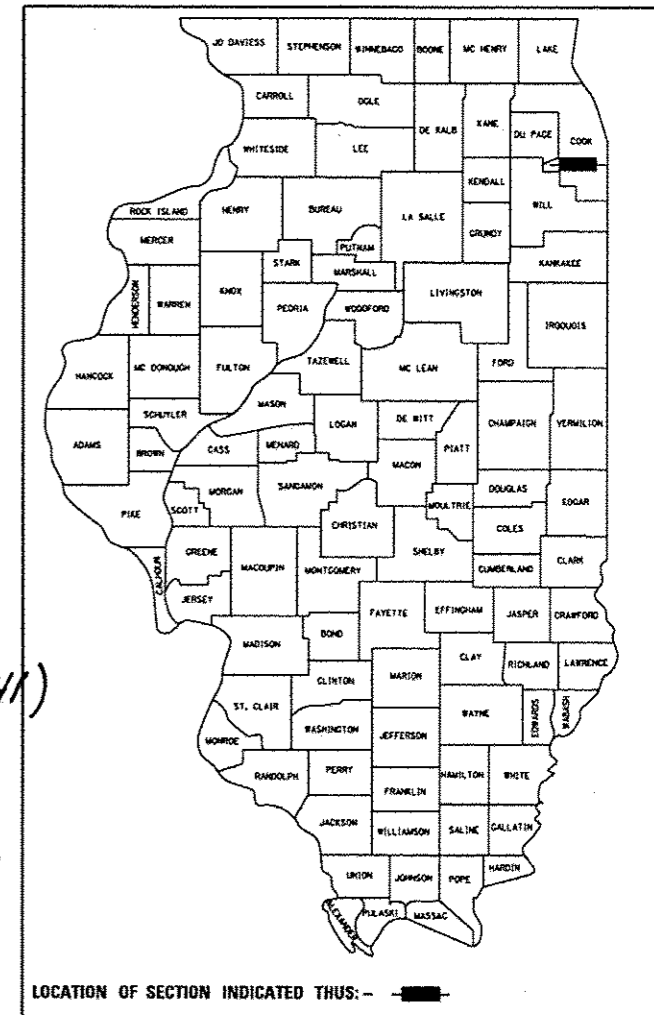 JO DAVIESS STEPHENSON WINNEBAGO BOONE MC HENRY LAKE
CARROLL OGLE DE KALB KANE DU PAGE COOK
WHITESIDE LEE KENDALL WILL
ROCK ISLAND HENRY BUREAU LA SALLE GRUNDY
MERCER PUTNAM KANKAKEE
HENDERSON WARREN KNOX STARK MARSHALL LIVINGSTON
PEORIA WOODFORD IROQUOIS
HANCOCK MC DONOUGH FULTON TAZEWELL MC LEAN FORD
SCHUYLER MASON LOGAN DE WITT CHAMPAIGN VERMILION
ADAMS BROWN CASS MENARD PIATT
MACON
PIKE SCOTT MORGAN SANGAMON MOULTRIE DOUGLAS EDGAR
CHRISTIAN COLES
CALHOUN GREENE MACOUPIN MONTGOMERY SHELBY CUMBERLAND CLARK
JERSEY FAYETTE EFFINGHAM JASPER CRAWFORD
MADISON BOND CLAY RICHLAND LAWRENCE
CLINTON MARION
ST. CLAIR WAYNE EDWARDS WABASH
MONROE WASHINGTON JEFFERSON
RANDOLPH PERRY HAMILTON WHITE
FRANKLIN
JACKSON WILLIAMSON SALINE GALLATIN
UNION JOHNSON POPE HARDIN
ALEXANDER PULASKI MASSAC
LOCATION OF SECTION INDICATED THUS:-